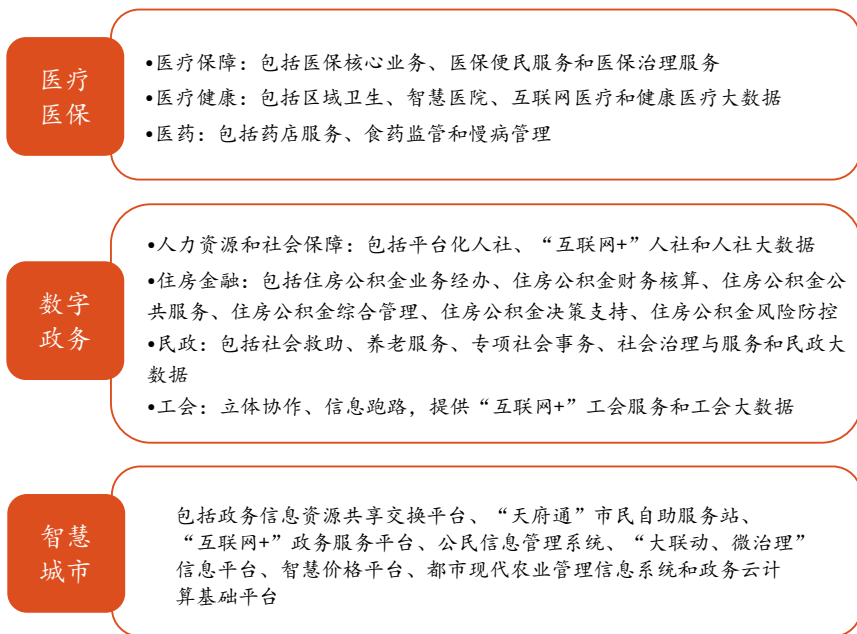 医疗
医保
•医疗保障：包括医保核心业务、医保便民服务和医保治理服务
•医疗健康：包括区域卫生、智慧医院、互联网医疗和健康医疗大数据
•医药：包括药店服务、食药监管和慢病管理
数字
政务
•人力资源和社会保障：包括平台化人社、“互联网+”人社和人社大数据
•住房金融：包括住房公积金业务经办、住房公积金财务核算、住房公积金公
共服务、住房公积金综合管理、住房公积金决策支持、住房公积金风险防控
•民政：包括社会救助、养老服务、专项社会事务、社会治理与服务和民政大
数据
•工会：立体协作、信息跑路，提供“互联网+”工会服务和工会大数据
智慧
城市
包括政务信息资源共享交换平台、“天府通”市民自助服务站、
“互联网+”政务服务平台、公民信息管理系统、“大联动、微治理”
信息平台、智慧价格平台、都市现代农业管理信息系统和政务云计
算基础平台